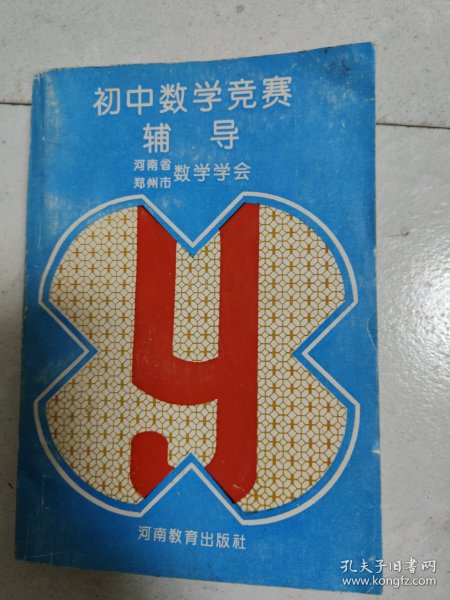 初中数学竞赛
辅导
河南省
郑州市
数学学会
y
河南教育出版社
孔夫子旧书网
www.kongfz.com